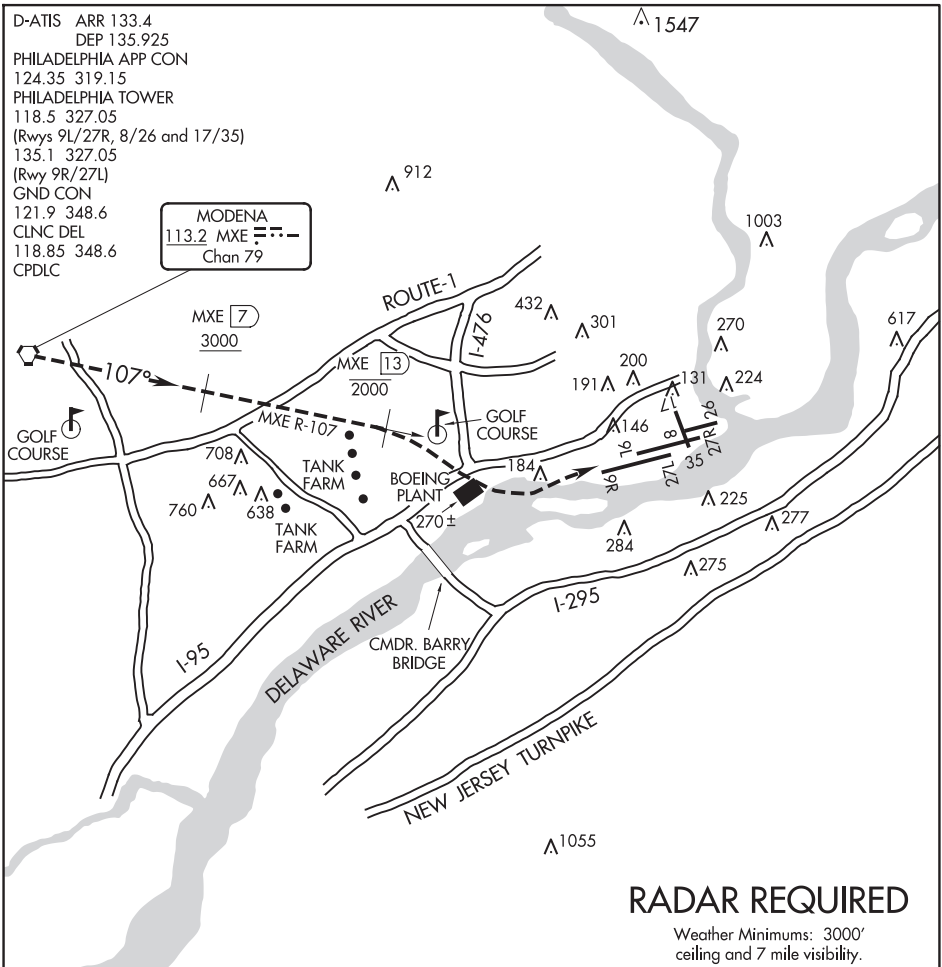 D-ATIS ARR 133.4
DEP 135.925
PHILADELPHIA APP CON
124.35 319.15
PHILADELPHIA TOWER
118.5 327.05
(Rwys 9L/27R, 8/26 and 17/35)
135.1 327.05
(Rwy 9R/27L)
GND CON
121.9 348.6
CLNC DEL
118.85 348.6
CPDLC
1547
912
MODENA
113.2 MXE
Chan 79
1003
ROUTE-1
I-476
432
301
270
617
MXE 7
3000
MXE 13
2000
107°
MXE R-107
191
200
131
224
GOLF
COURSE
GOLF
COURSE
146
17
8
26
9L
27R
35
9R
27L
708
667
760
638
TANK
FARM
TANK
FARM
BOEING
PLANT
270±
184
225
277
284
275
I-295
I-95
DELAWARE RIVER
CMDR. BARRY
BRIDGE
NEW JERSEY TURNPIKE
1055
RADAR REQUIRED
Weather Minimums: 3000'
ceiling and 7 mile visibility.